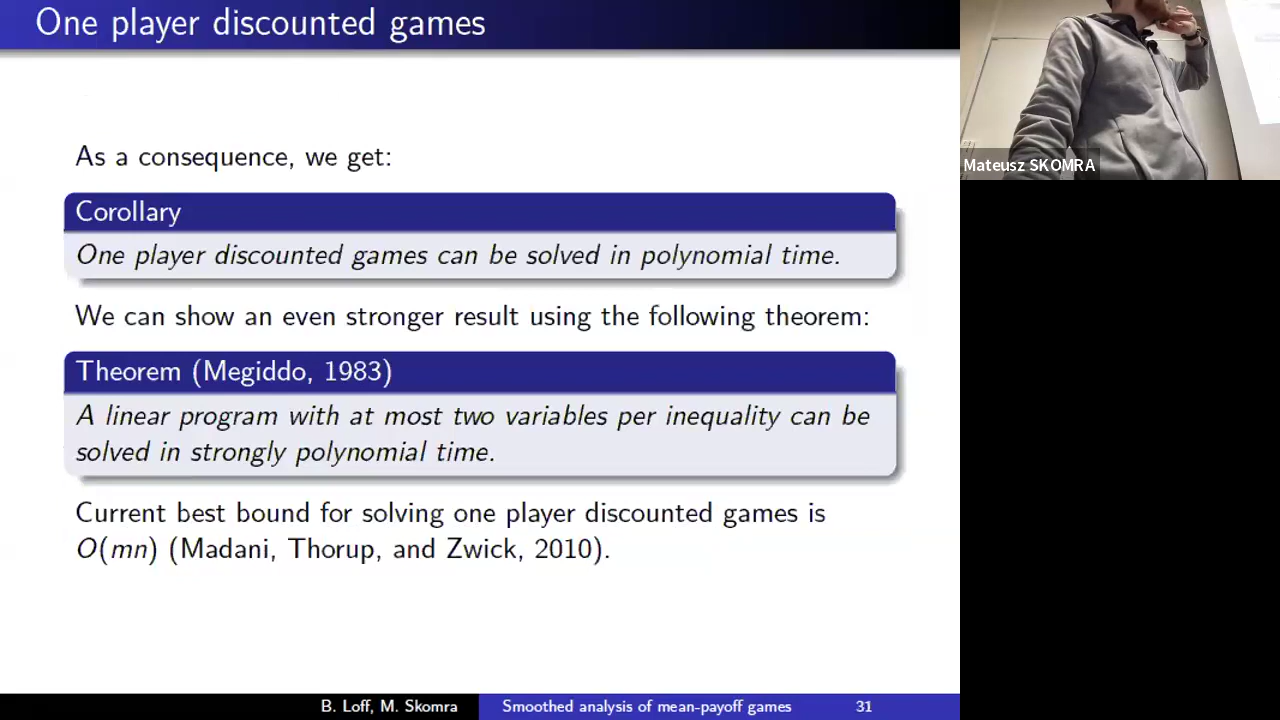 One player discounted games
As a consequence, we get:
Corollary
One player discounted games can be solved in polynomial time.
We can show an even stronger result using the following theorem:
Theorem (Megiddo, 1983)
A linear program with at most two variables per inequality can be
solved in strongly polynomial time.
Current best bound for solving one player discounted games is
O(mn) (Madani, Thorup, and Zwick, 2010).
B. Loff, M. Skomra
Smoothed analysis of mean-payoff games
31
Mateusz SKOMRA